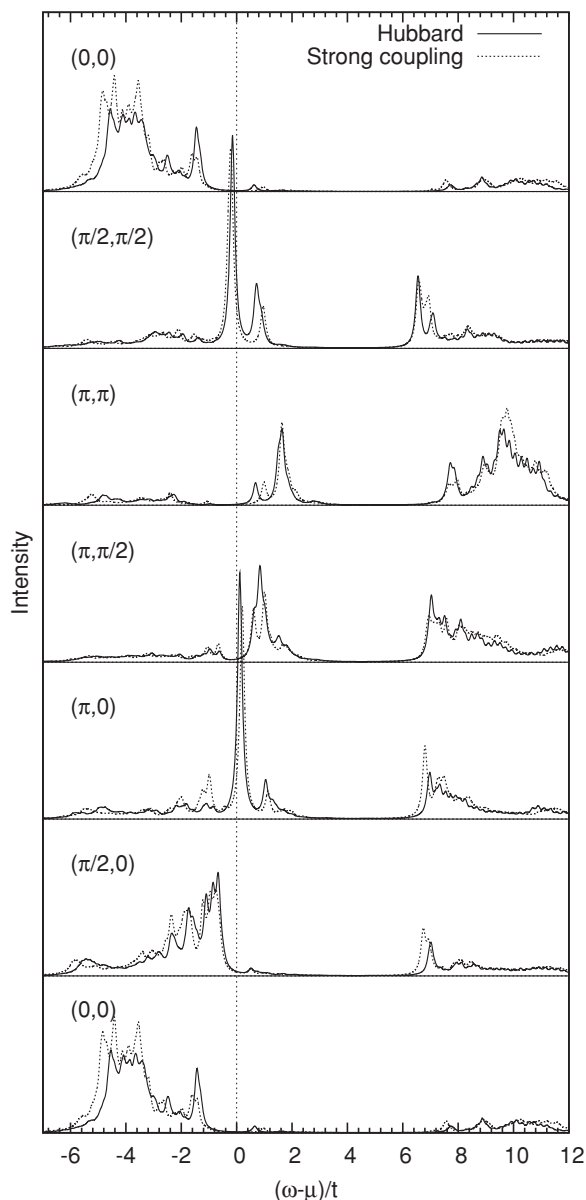 Hubbard
Strong coupling
(0,0)
(π/2,π/2)
(π,π)
(π,π/2)
(π,0)
(π/2,0)
(0,0)
Intensity
-6 -4 -2 0 2 4 6 8 10 12
(ω-μ)/t